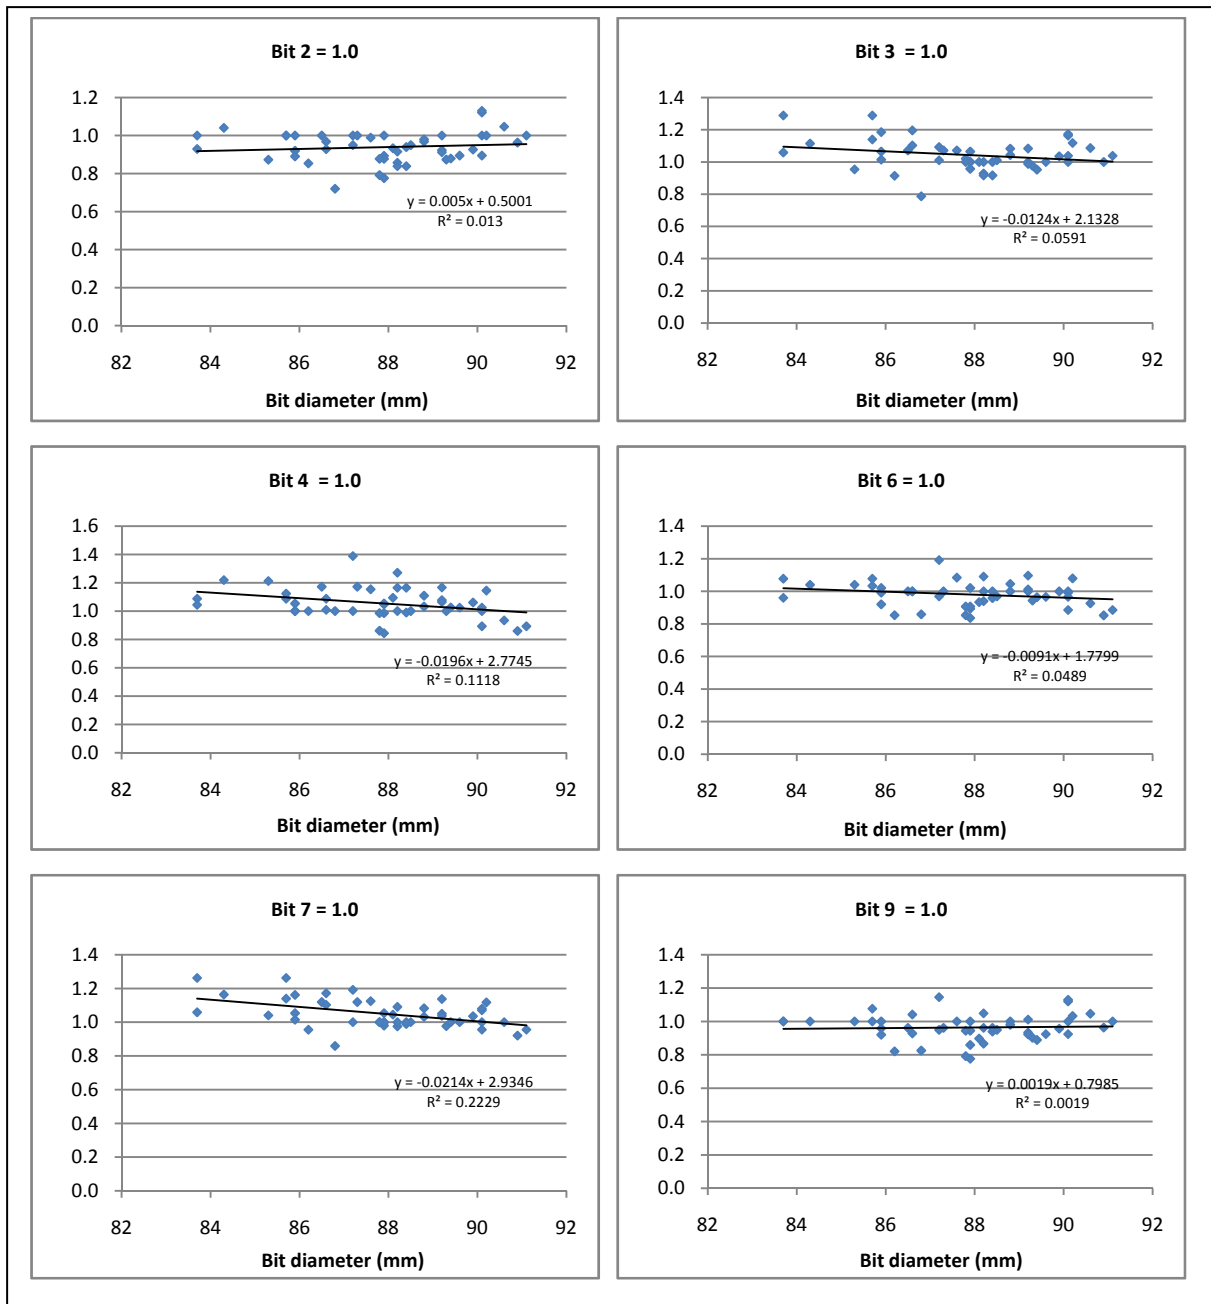 Bit 2 = 1.0
1.2
1.0
0.8
0.6
0.4
0.2
0.0
y = 0.005x + 0.5001
R² = 0.013
82 84 86 88 90 92
Bit diameter (mm)
Bit 3 = 1.0
1.4
1.2
1.0
0.8
0.6
0.4
0.2
0.0
y = -0.0124x + 2.1328
R² = 0.0591
82 84 86 88 90 92
Bit diameter (mm)
Bit 4 = 1.0
1.6
1.4
1.2
1.0
0.8
0.6
0.4
0.2
0.0
y = -0.0196x + 2.7745
R² = 0.1118
82 84 86 88 90 92
Bit diameter (mm)
Bit 6 = 1.0
1.4
1.2
1.0
0.8
0.6
0.4
0.2
0.0
y = -0.0091x + 1.7799
R² = 0.0489
82 84 86 88 90 92
Bit diameter (mm)
Bit 7 = 1.0
1.4
1.2
1.0
0.8
0.6
0.4
0.2
0.0
y = -0.0214x + 2.9346
R² = 0.2229
82 84 86 88 90 92
Bit diameter (mm)
Bit 9 = 1.0
1.4
1.2
1.0
0.8
0.6
0.4
0.2
0.0
y = 0.0019x + 0.7985
R² = 0.0019
82 84 86 88 90 92
Bit diameter (mm)